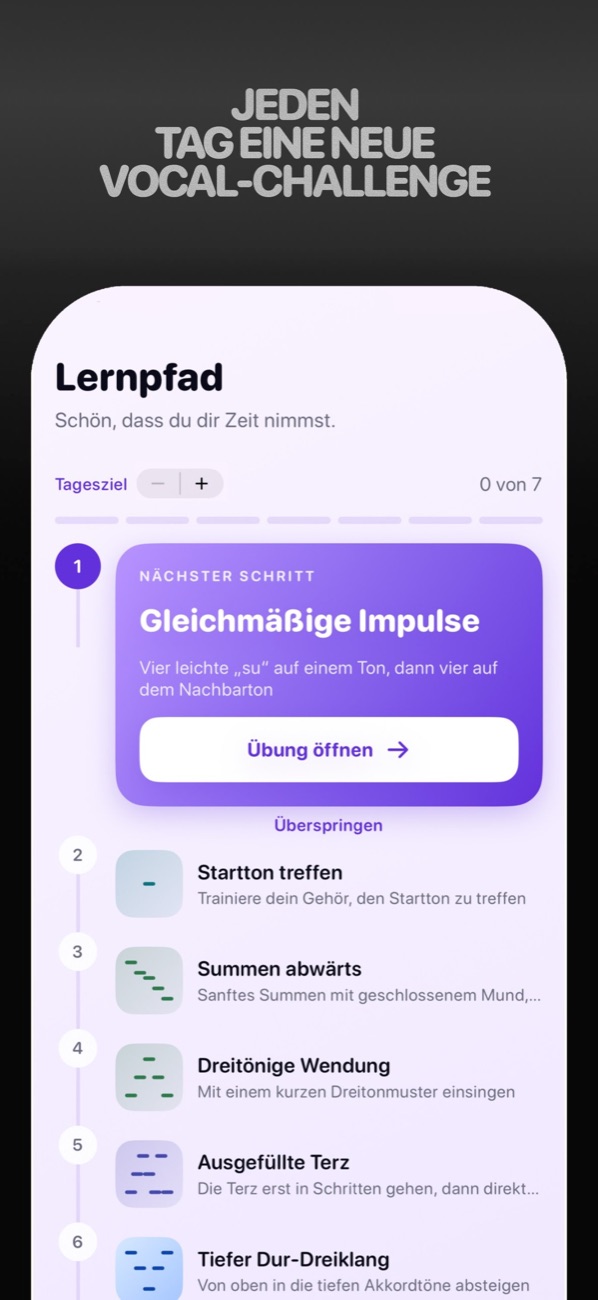 JEDEN
TAG EINE NEUE
VOCAL-CHALLENGE
Lernpfad
Schön, dass du dir Zeit nimmst.
Tagesziel − + 0 von 7
1
NÄCHSTER SCHRITT
Gleichmäßige Impulse
Vier leichte „su“ auf einem Ton, dann vier auf
dem Nachbarton
Übung öffnen →
Überspringen
2
Startton treffen
Trainiere dein Gehör, den Startton zu treffen
3
Summen abwärts
Sanftes Summen mit geschlossenem Mund,...
4
Dreitönige Wendung
Mit einem kurzen Dreitonmuster einsingen
5
Ausgefüllte Terz
Die Terz erst in Schritten gehen, dann direkt...
6
Tiefer Dur-Dreiklang
Von oben in die tiefen Akkordtöne absteigen